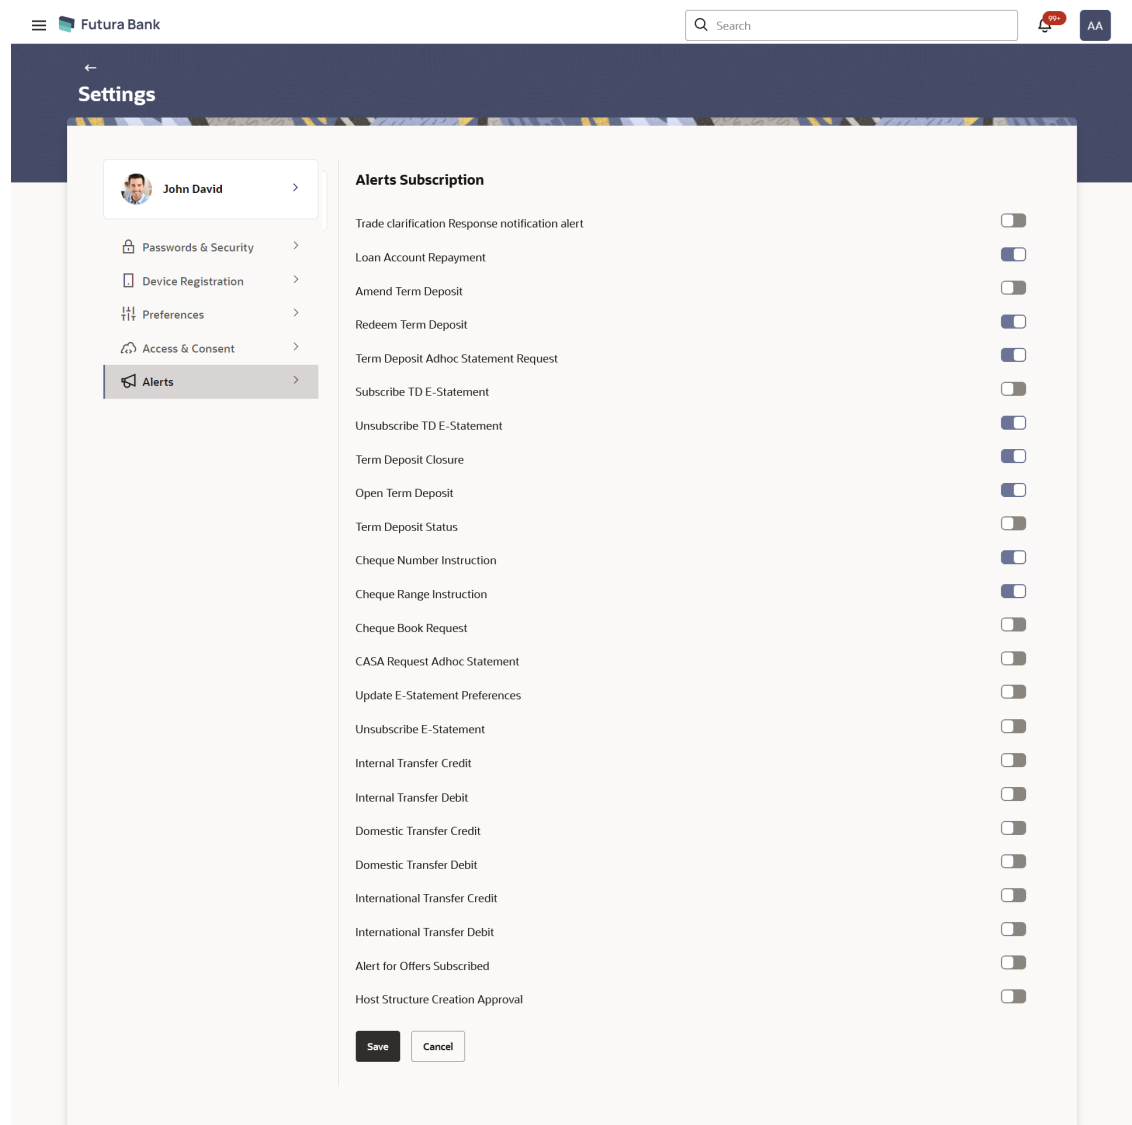 Futura Bank
Search
99+
AA
Settings
John David
Passwords & Security
Device Registration
Preferences
Access & Consent
Alerts
Alerts Subscription
Trade clarification Response notification alert
Loan Account Repayment
Amend Term Deposit
Redeem Term Deposit
Term Deposit Adhoc Statement Request
Subscribe TD E-Statement
Unsubscribe TD E-Statement
Term Deposit Closure
Open Term Deposit
Term Deposit Status
Cheque Number Instruction
Cheque Range Instruction
Cheque Book Request
CASA Request Adhoc Statement
Update E-Statement Preferences
Unsubscribe E-Statement
Internal Transfer Credit
Internal Transfer Debit
Domestic Transfer Credit
Domestic Transfer Debit
International Transfer Credit
International Transfer Debit
Alert for Offers Subscribed
Host Structure Creation Approval
Save Cancel